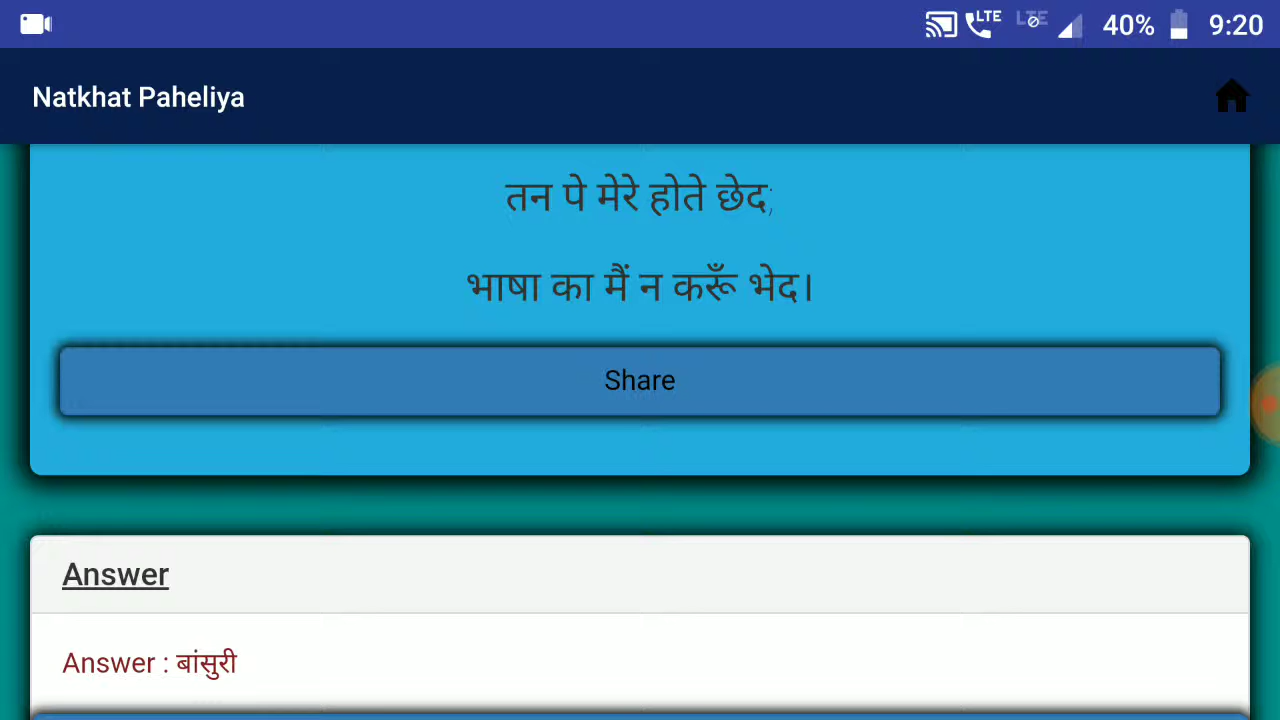 LTE LTE 40% 9:20
Natkhat Paheliya
तन पे मेरे होते छेद;
भाषा का मैं न करूँ भेद।
Share
Answer
Answer : बांसुरी